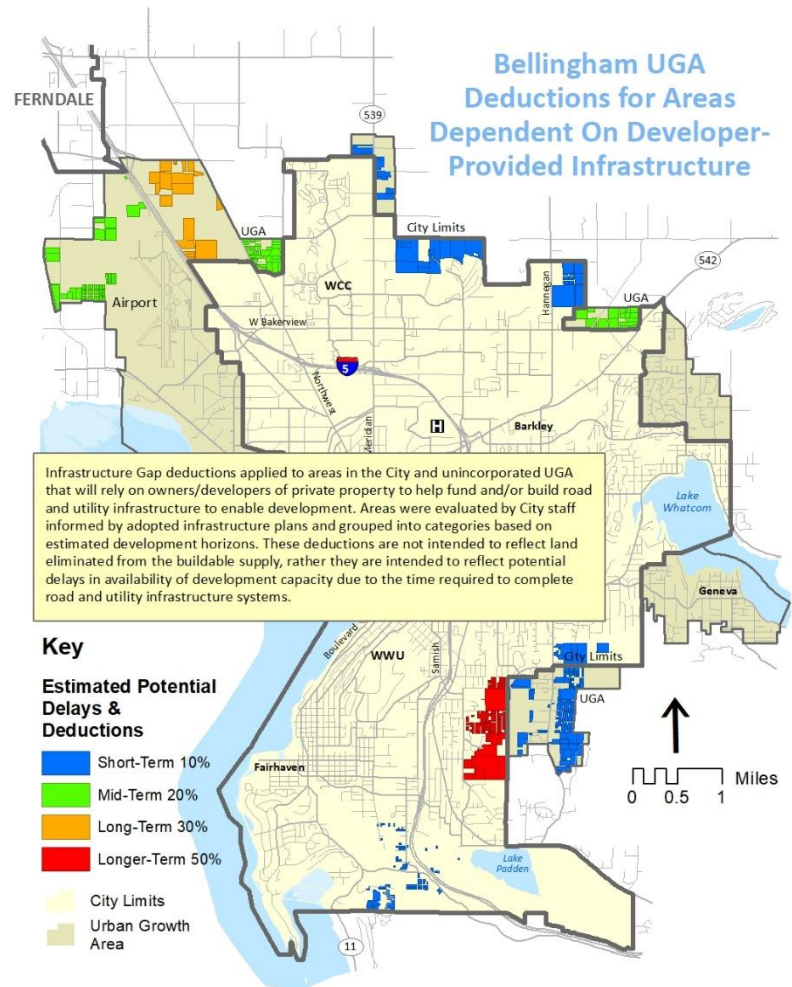 Bellingham UGA
Deductions for Areas
Dependent On Developer-
Provided Infrastructure
FERNDALE
539
UGA
City Limits
542
WCC
Hannegan
UGA
Airport
W Bakerview
5
Northwest
Meridian
H
Barkley
Infrastructure Gap deductions applied to areas in the City and unincorporated UGA
that will rely on owners/developers of private property to help fund and/or build road
and utility infrastructure to enable development. Areas were evaluated by City staff
informed by adopted infrastructure plans and grouped into categories based on
estimated development horizons. These deductions are not intended to reflect land
eliminated from the buildable supply, rather they are intended to reflect potential
delays in availability of development capacity due to the time required to complete
road and utility infrastructure systems.
Lake
Whatcom
Geneva
Boulevard
WWU
Samish
City Limits
UGA
Fairhaven
Lake
Padden
11
Miles
0 0.5 1
Key
Estimated Potential
Delays &
Deductions
Short-Term 10%
Mid-Term 20%
Long-Term 30%
Longer-Term 50%
City Limits
Urban Growth
Area